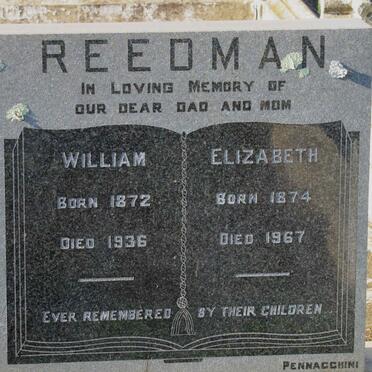 REEDMAN
IN LOVING MEMORY OF
OUR DEAR DAD AND MOM
WILLIAM
BORN 1872
DIED 1936
ELIZABETH
BORN 1874
DIED 1967
EVER REMEMBERED BY THEIR CHILDREN
PENNACCHINI